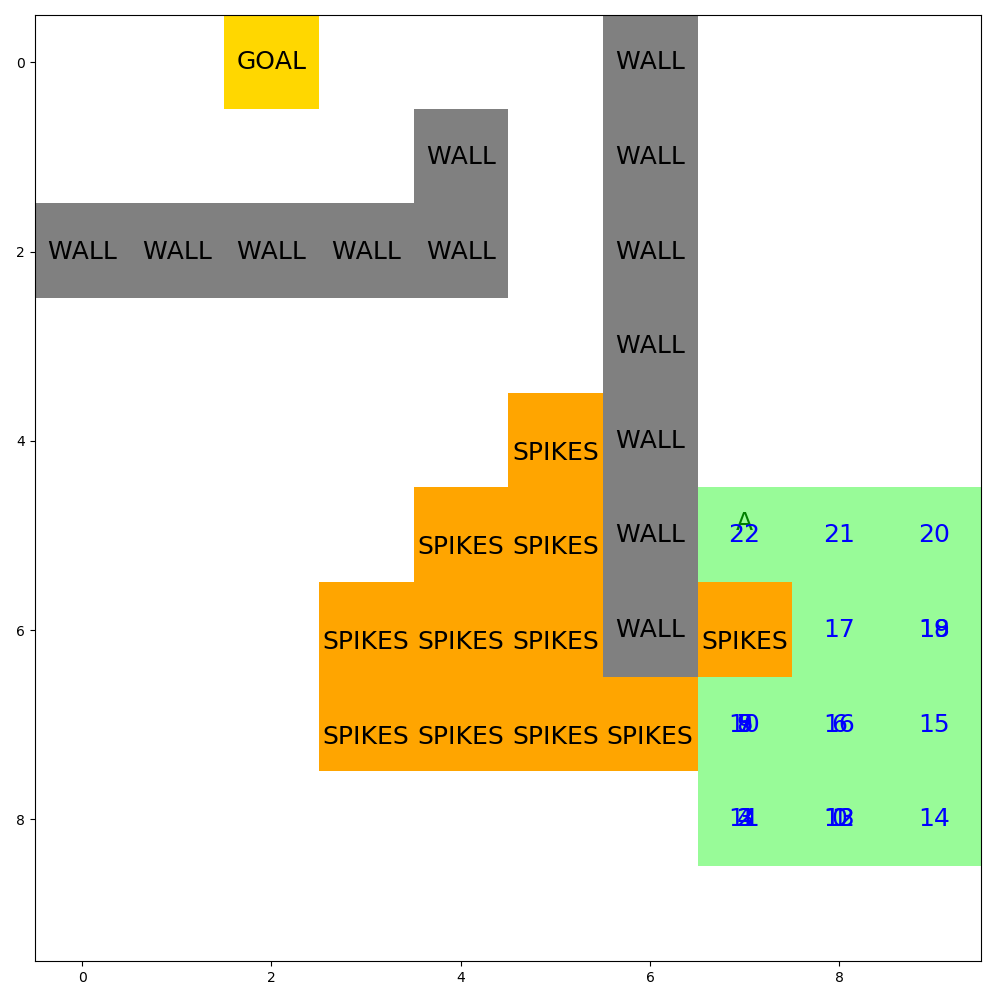 0 GOAL WALL
WALL WALL
2 WALL WALL WALL WALL WALL WALL
WALL
4 SPIKES WALL
A
SPIKES SPIKES WALL 22 21 20
6 SPIKES SPIKES SPIKES WALL SPIKES 17
SPIKES SPIKES SPIKES SPIKES 15
8 14
0 2 4 6 8